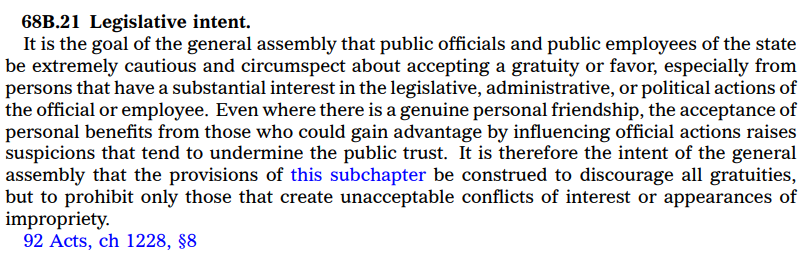 68B.21 Legislative intent.
It is the goal of the general assembly that public officials and public employees of the state
be extremely cautious and circumspect about accepting a gratuity or favor, especially from
persons that have a substantial interest in the legislative, administrative, or political actions of
the official or employee. Even where there is a genuine personal friendship, the acceptance of
personal benefits from those who could gain advantage by influencing official actions raises
suspicions that tend to undermine the public trust. It is therefore the intent of the general
assembly that the provisions of this subchapter be construed to discourage all gratuities,
but to prohibit only those that create unacceptable conflicts of interest or appearances of
impropriety.
92 Acts, ch 1228, §8